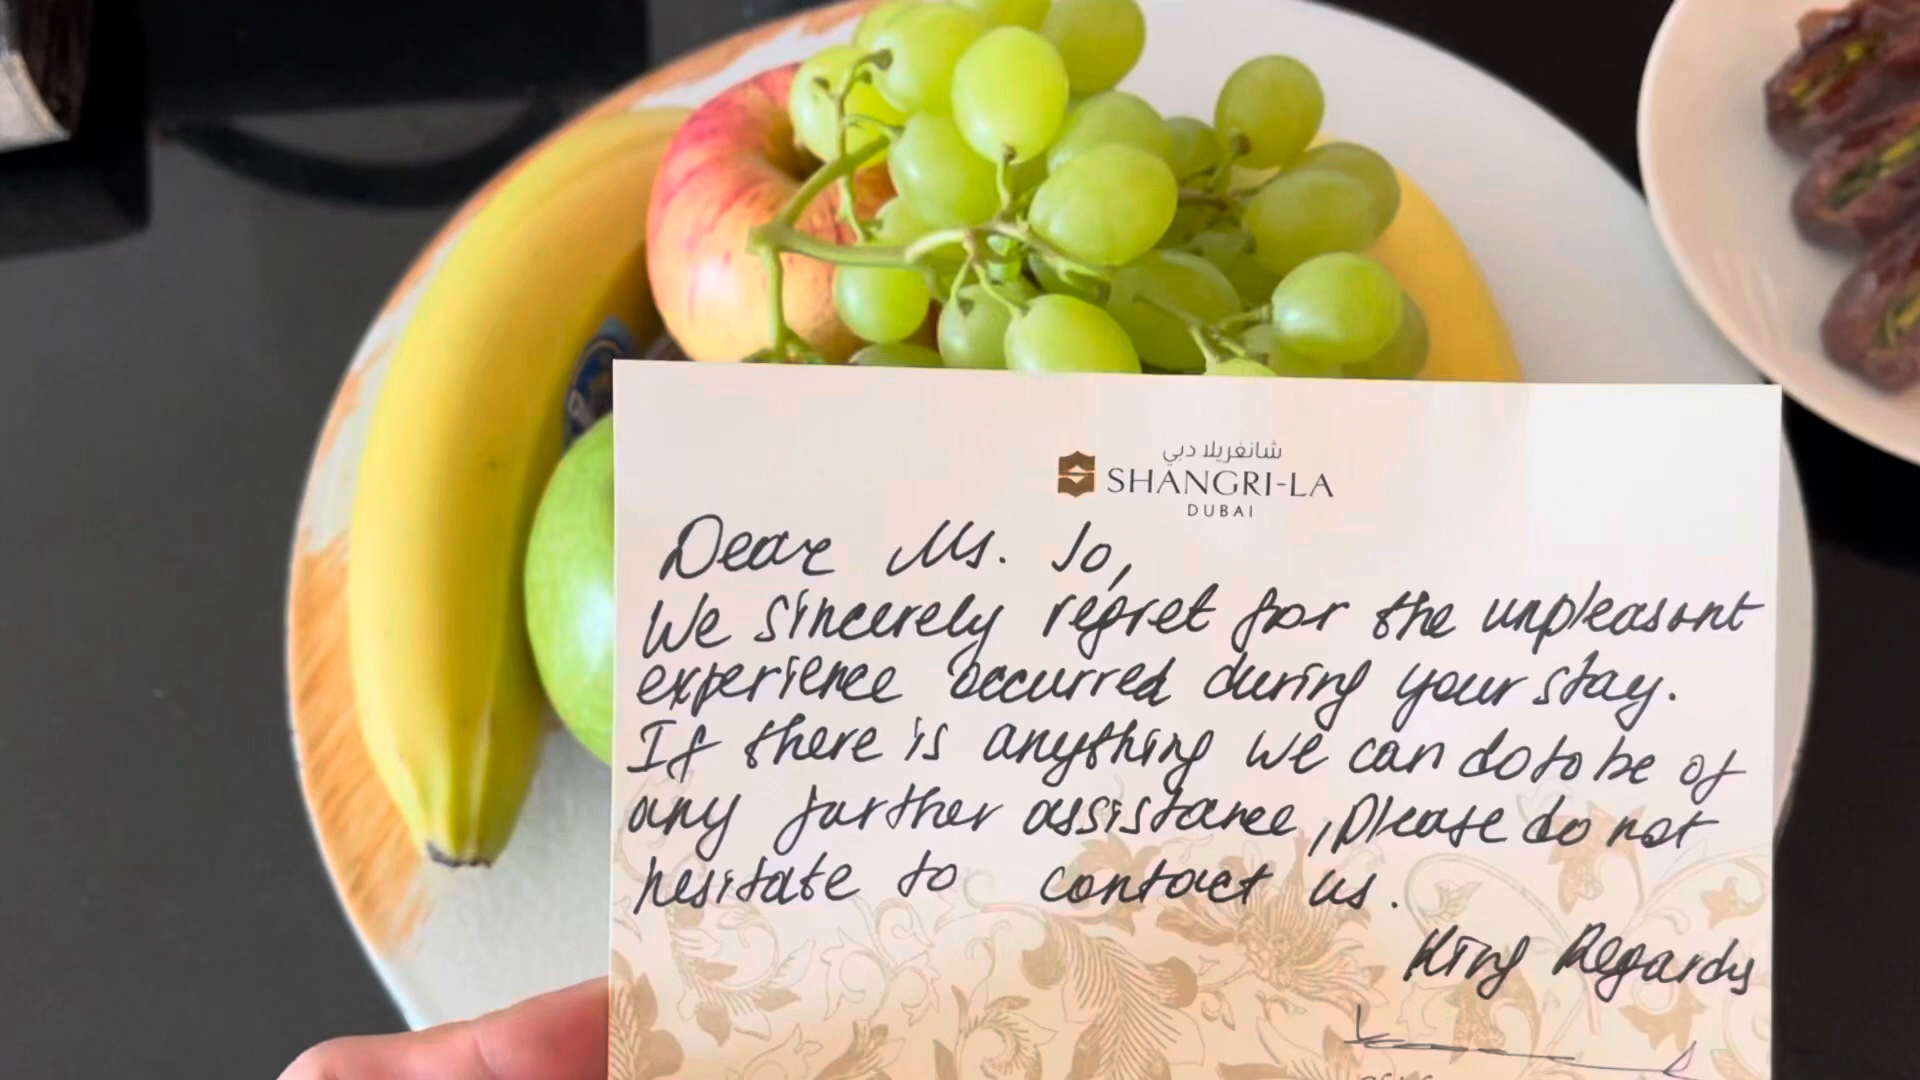 شانغريلا دبي
SHANGRI-LA
DUBAI
Dear Ms. Jo,
We sincerely regret for the unpleasant
experience occurred during your stay.
If there is anything we can do to be of
any further assistance, please do not
hesitate to contact us.
King Regards